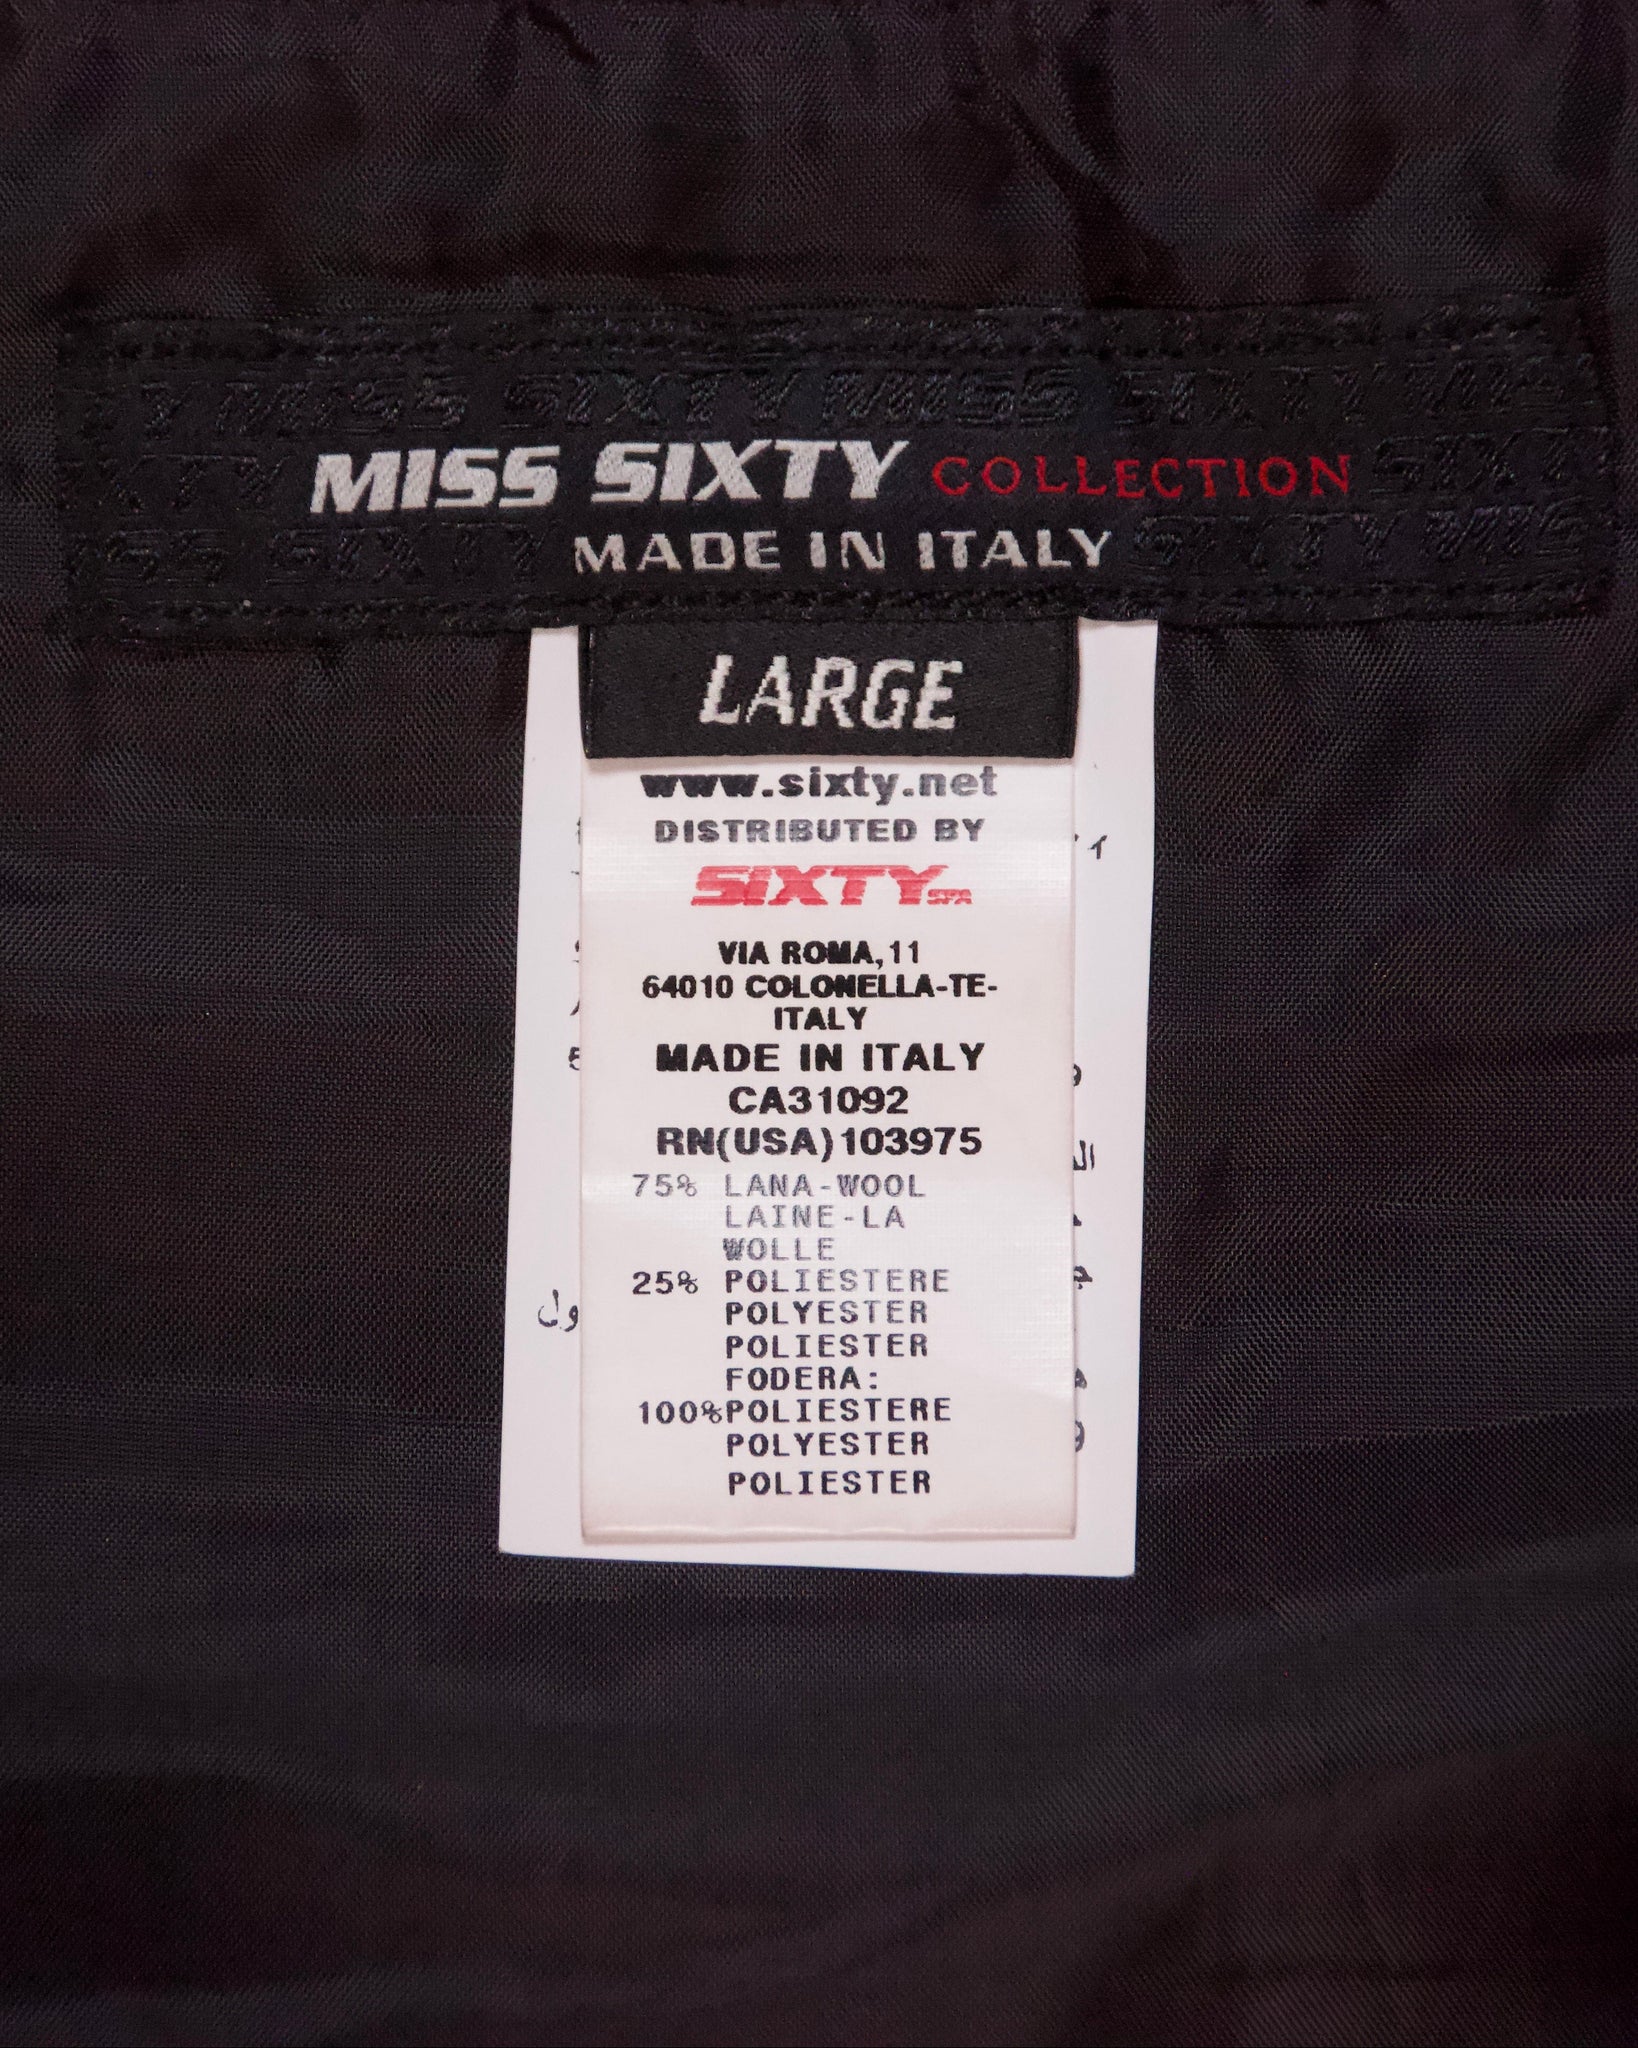 MISS SIXTY COLLECTION
MADE IN ITALY
LARGE
www.sixty.net
DISTRIBUTED BY
SIXTY SPA
VIA ROMA,11
64010 COLONELLA-TE-
ITALY
MADE IN ITALY
CA31092
RN(USA)103975
75% LANA-WOOL
LAINE-LA
WOLLE
25% POLIESTERE
POLYESTER
POLIESTER
FODERA:
100%POLIESTERE
POLYESTER
POLIESTER